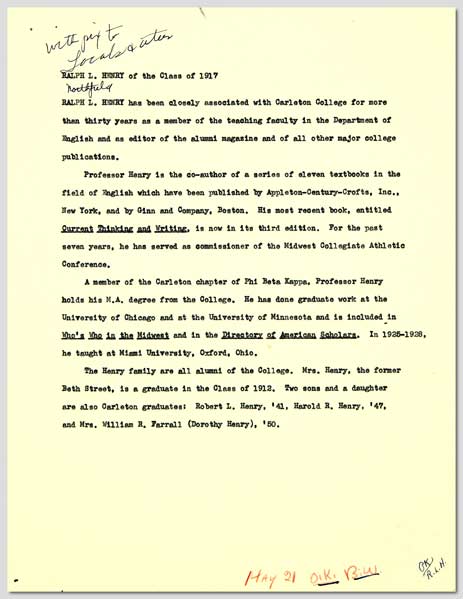 with pix to
Locals & cities
RALPH L. HENRY of the Class of 1917
Northfield
RALPH L. HENRY has been closely associated with Carleton College for more
than thirty years as a member of the teaching faculty in the Department of
English and as editor of the alumni magazine and of all other major college
publications.
Professor Henry is the co-author of a series of eleven textbooks in the
field of English which have been published by Appleton-Century-Crofts, Inc.,
New York, and by Ginn and Company, Boston. His most recent book, entitled
Current Thinking and Writing, is now in its third edition. For the past
seven years, he has served as commissioner of the Midwest Collegiate Athletic
Conference.
A member of the Carleton chapter of Phi Beta Kappa, Professor Henry
holds his M.A. degree from the College. He has done graduate work at the
University of Chicago and at the University of Minnesota and is included in
Who's Who in the Midwest and in the Directory of American Scholars. In 1925-1928,
he taught at Miami University, Oxford, Ohio.
The Henry family are all alumni of the College. Mrs. Henry, the former
Beth Street, is a graduate in the Class of 1912. Two sons and a daughter
are also Carleton graduates: Robert L. Henry, '41, Harold R. Henry, '47,
and Mrs. William R. Farrall (Dorothy Henry), '50.
May 21 O.K. B.W.
OK
R.L.H.